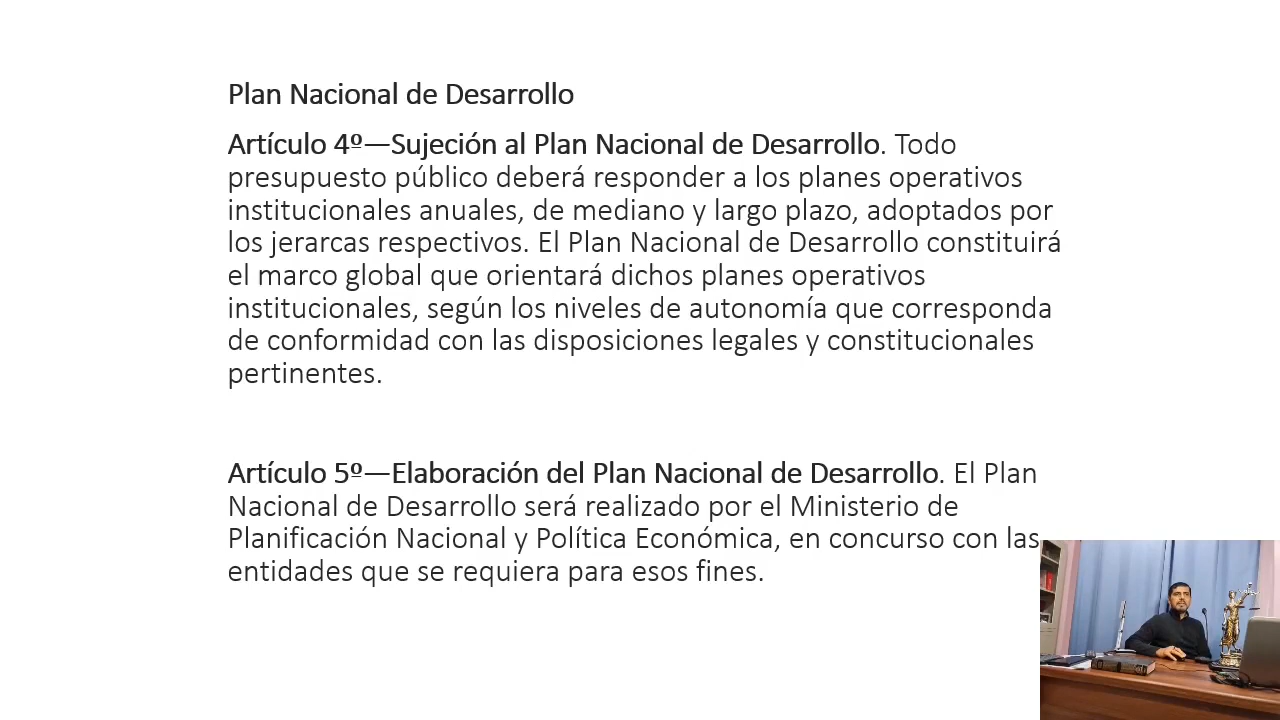 Plan Nacional de Desarrollo
Artículo 4º—Sujeción al Plan Nacional de Desarrollo. Todo
presupuesto público deberá responder a los planes operativos
institucionales anuales, de mediano y largo plazo, adoptados por
los jerarcas respectivos. El Plan Nacional de Desarrollo constituirá
el marco global que orientará dichos planes operativos
institucionales, según los niveles de autonomía que corresponda
de conformidad con las disposiciones legales y constitucionales
pertinentes.
Artículo 5º—Elaboración del Plan Nacional de Desarrollo. El Plan
Nacional de Desarrollo será realizado por el Ministerio de
Planificación Nacional y Política Económica, en concurso con las
entidades que se requiera para esos fines.